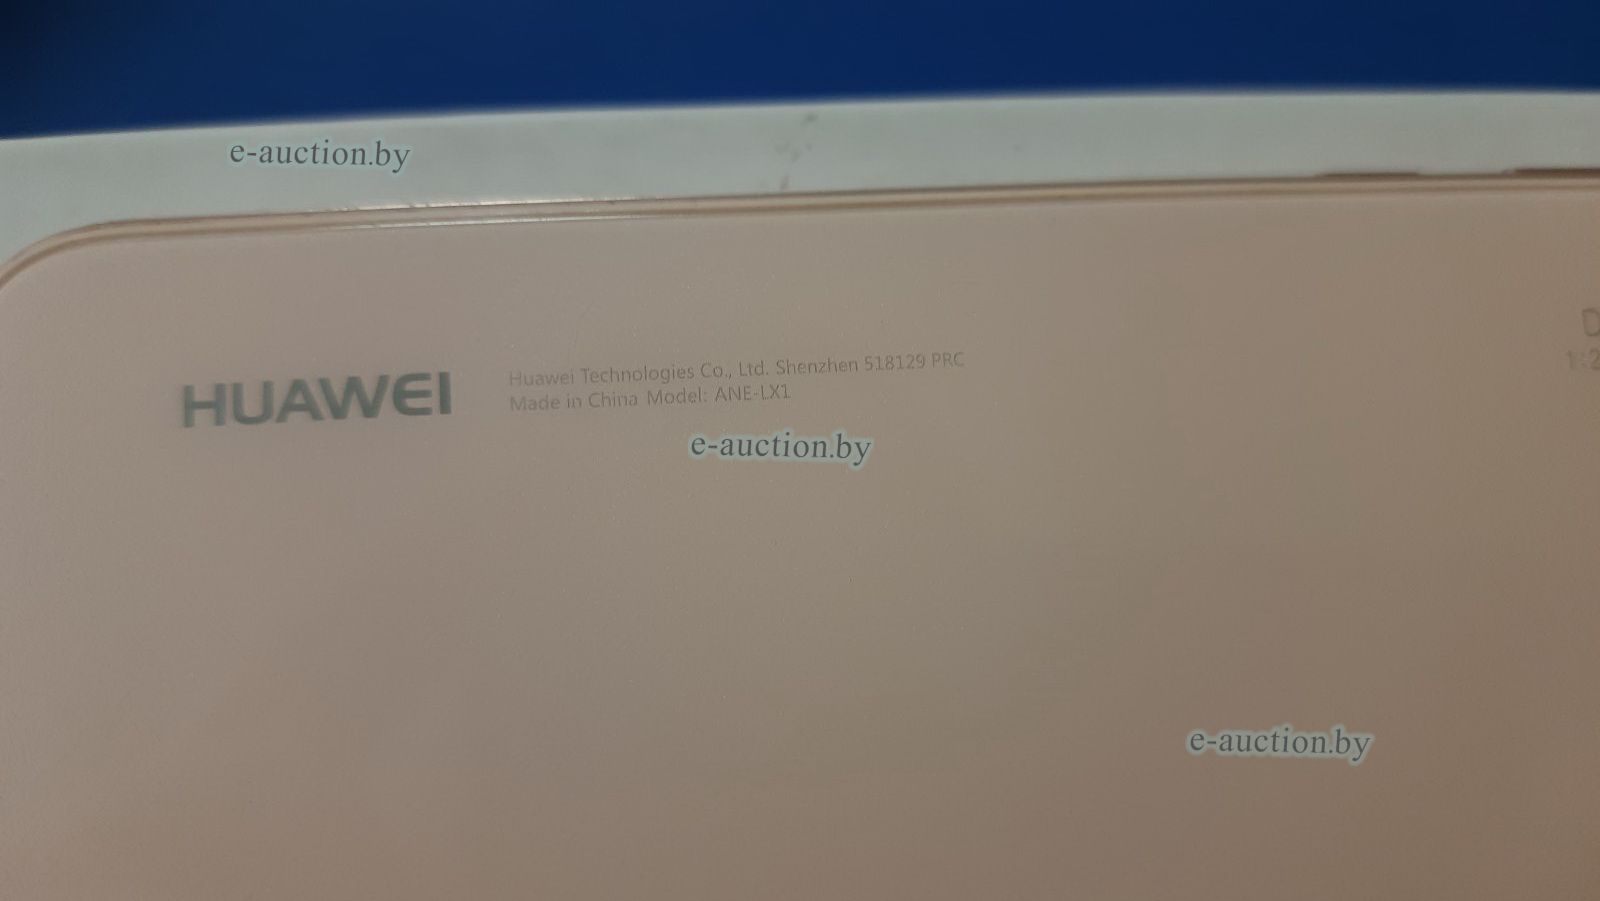 e-auction.by
HUAWEI
Huawei Technologies Co., Ltd. Shenzhen 518129 PRC
Made in China Model: ANE-LX1
e-auction.by
e-auction.by